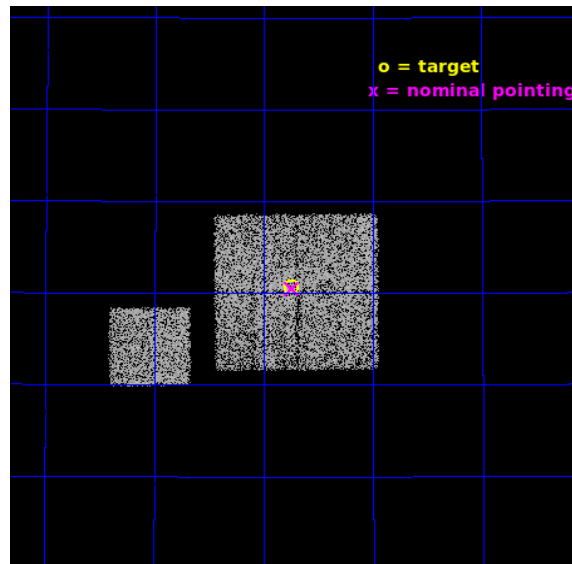 o = target
x = nominal pointing